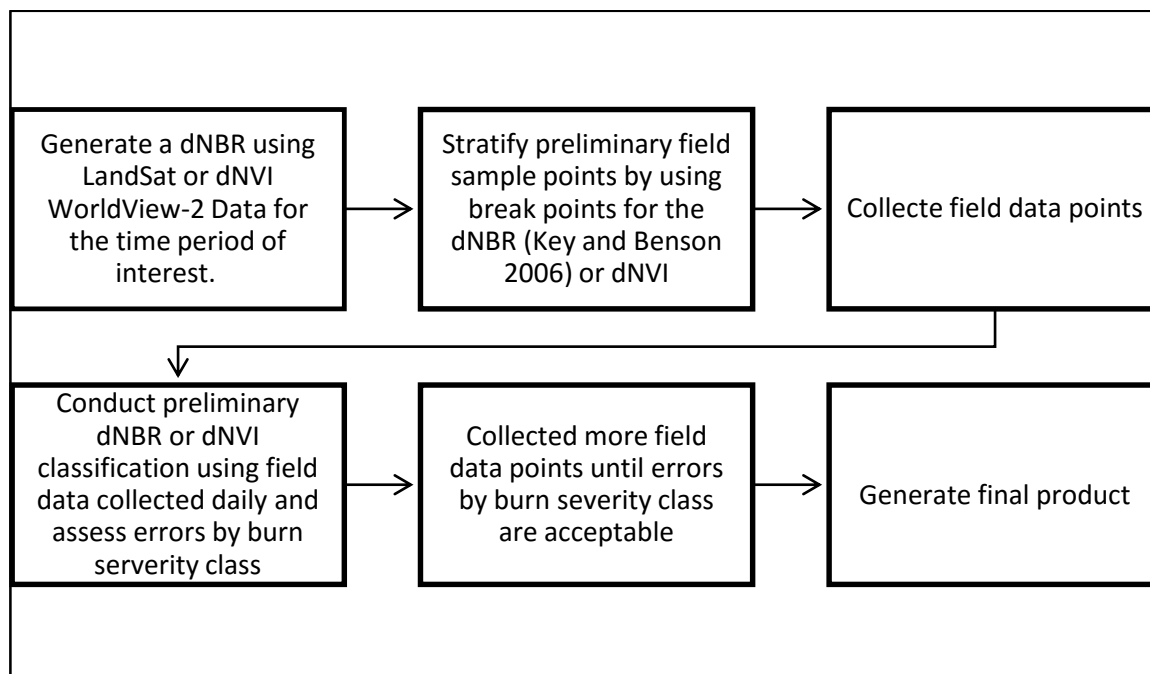 Generate a dNBR using
LandSat or dNVI
WorldView-2 Data for
the time period of
interest.
Stratify preliminary field
sample points by using
break points for the
dNBR (Key and Benson
2006) or dNVI
Collecte field data points
Conduct preliminary
dNBR or dNVI
classification using field
data collected daily and
assess errors by burn
serverity class
Collected more field
data points until errors
by burn severity class
are acceptable
Generate final product